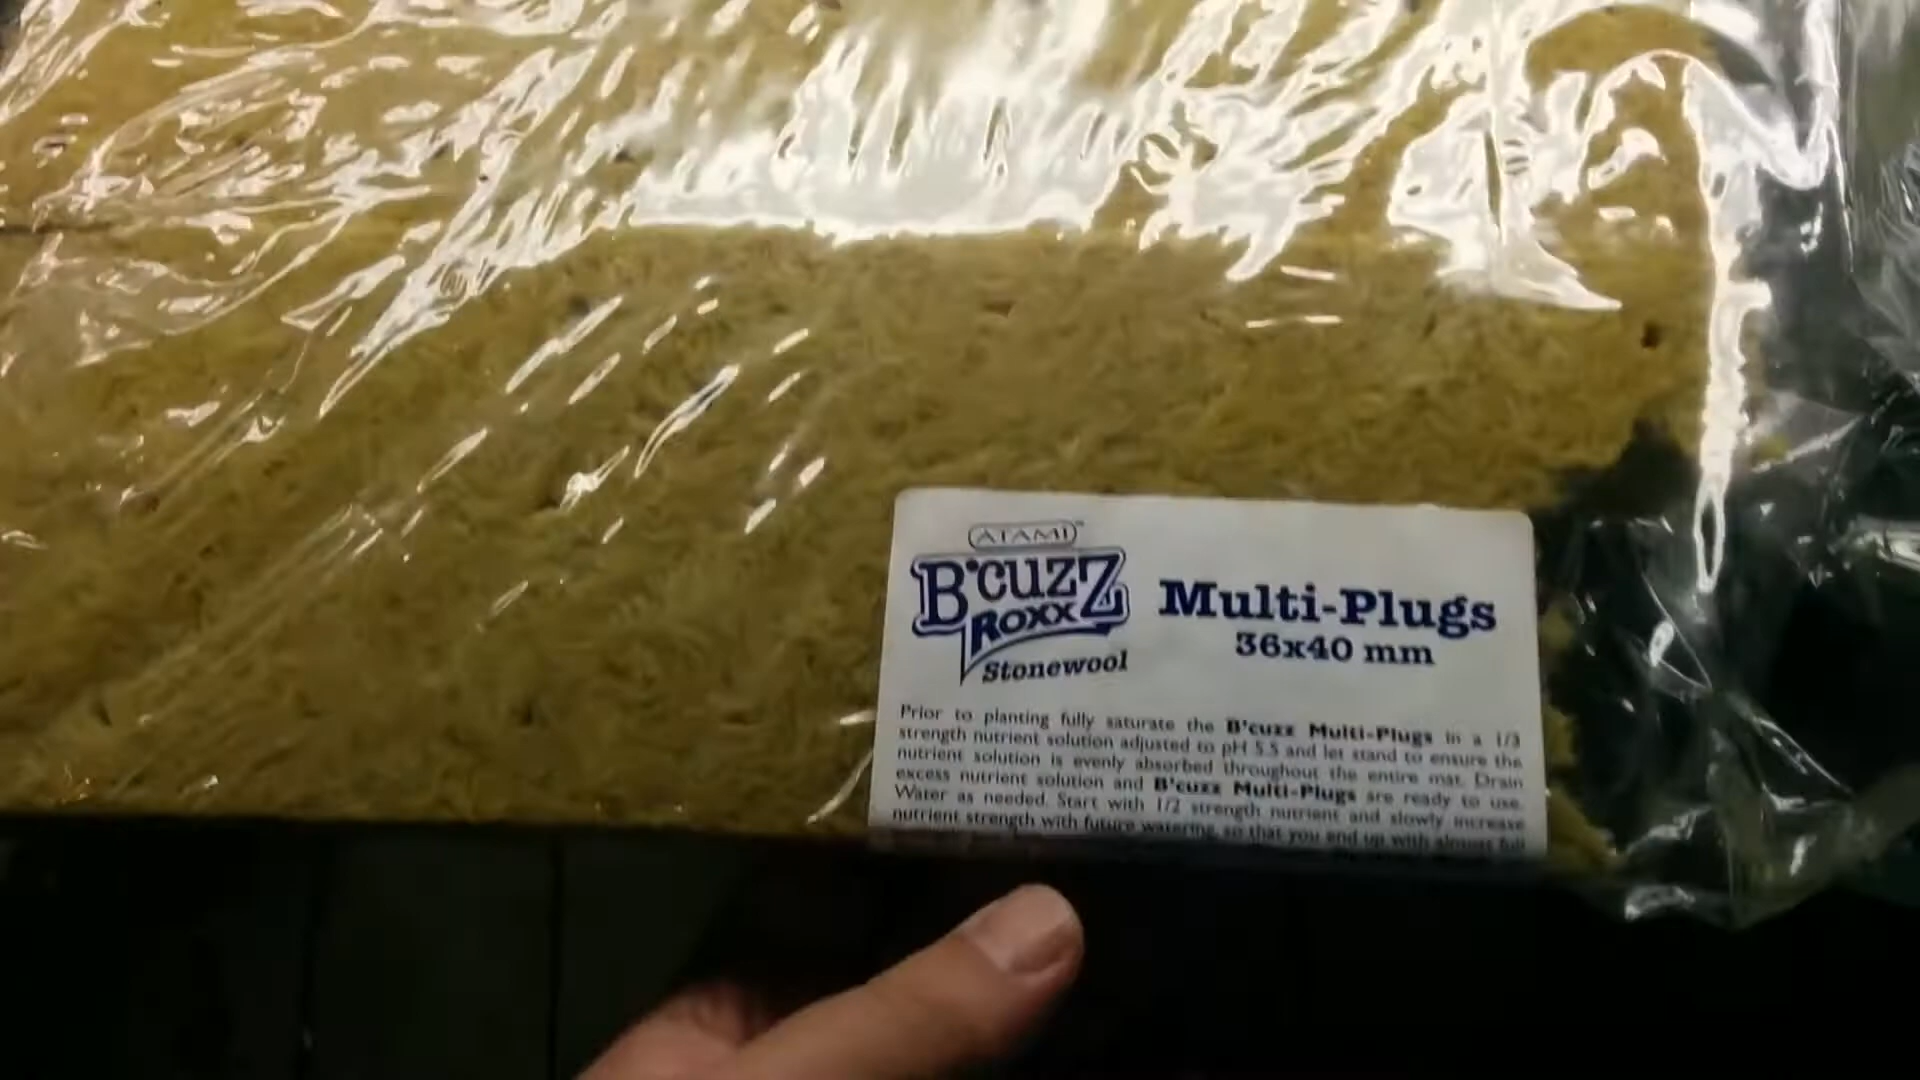 ATAMI™
B'cuzz
ROXX
Stonewool
Multi-Plugs
36x40 mm
Prior to planting fully saturate the B'cuzz Multi-Plugs in a 1/3
strength nutrient solution adjusted to pH 5.5 and let stand to ensure the
nutrient solution is evenly absorbed throughout the entire mat. Drain
excess nutrient solution and B'cuzz Multi-Plugs are ready to use.
Water as needed. Start with 1/2 strength nutrient and slowly increase
nutrient strength with future watering so that you end up with almost full